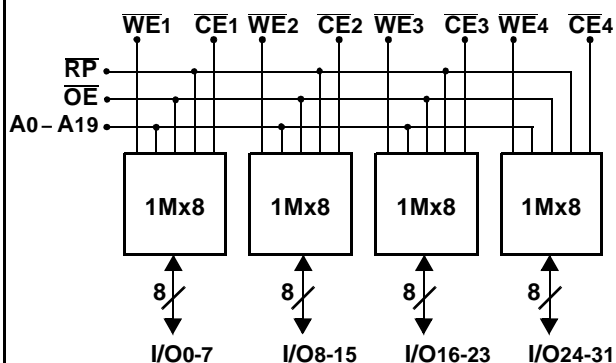 WE1 CE1 WE2 CE2 WE3 CE3 WE4 CE4
RP
OE
A0 – A19
1Mx8 1Mx8 1Mx8 1Mx8
8 8 8 8
I/O0-7 I/O8-15 I/O16-23 I/O24-31